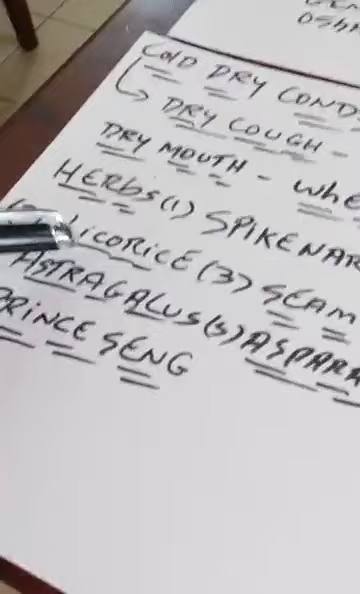 COLD DRY COND
DRY COUGH -
DRY MOUTH - WHE
HERBS (1) SPIKENAR
LICORICE (3) SEAM
ASTRAGALUS (5) ASPARA
PRINCE SENG